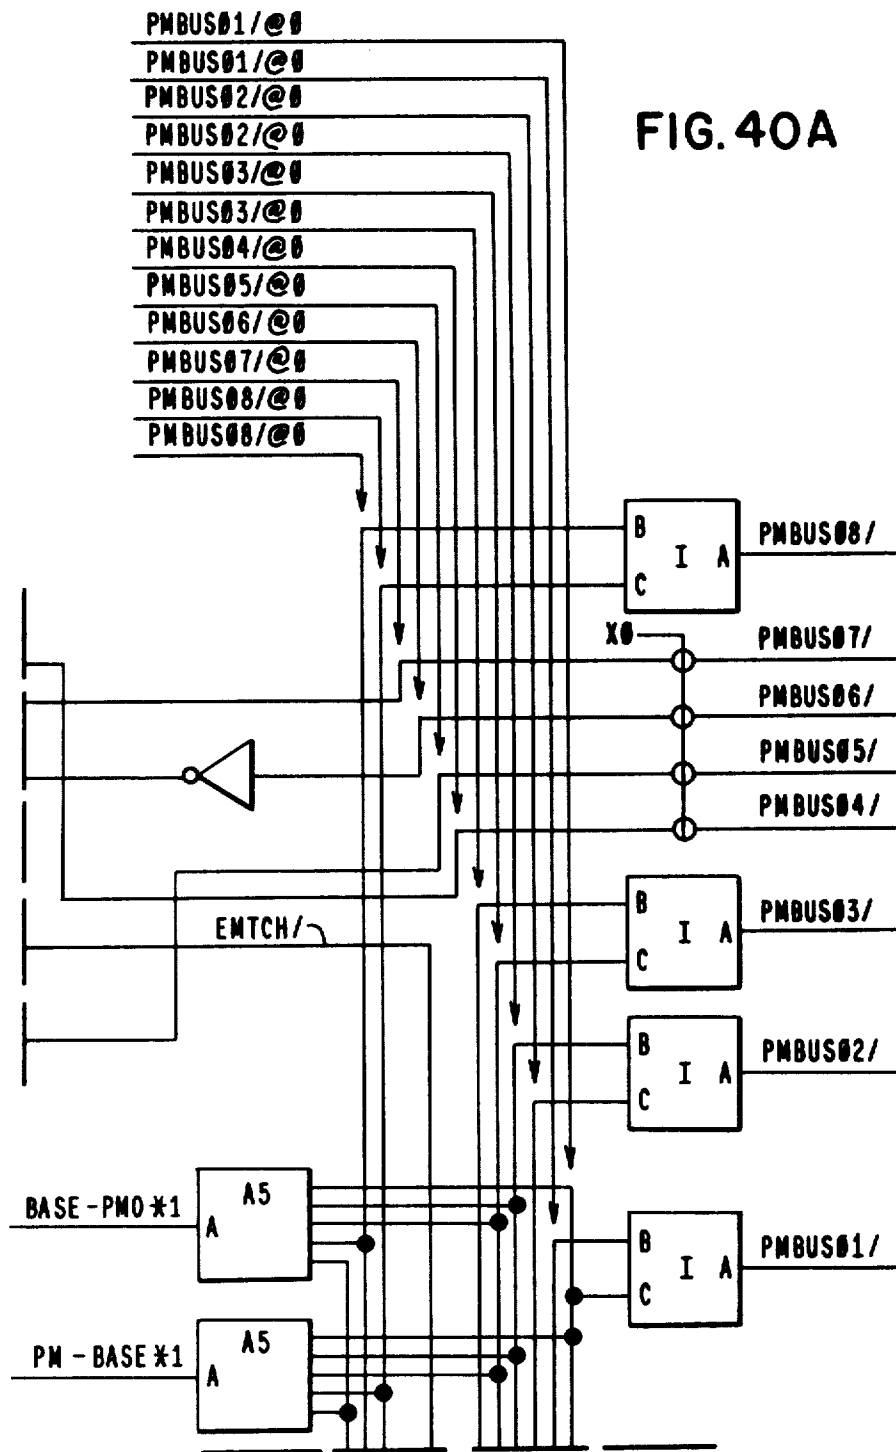 PMBUS01/@0
PMBUS01/@0
PMBUS02/@0
PMBUS02/@0
PMBUS03/@0
PMBUS03/@0
PMBUS04/@0
PMBUS05/@0
PMBUS06/@0
PMBUS07/@0
PMBUS08/@0
PMBUS08/@0
FIG. 40A
B
C
I A
PMBUS08/
X0
PMBUS07/
PMBUS06/
PMBUS05/
PMBUS04/
EMTCH/
B
C
I A
PMBUS03/
B
C
I A
PMBUS02/
BASE-PMO*1
A5
A
B
C
I A
PMBUS01/
PM-BASE*1
A5
A